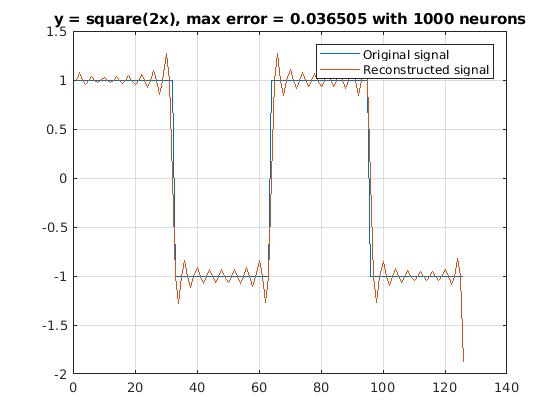 y = square(2x), max error = 0.036505 with 1000 neurons
1.5
Original signal
Reconstructed signal
1
0.5
0
-0.5
-1
-1.5
-2
0 20 40 60 80 100 120 140